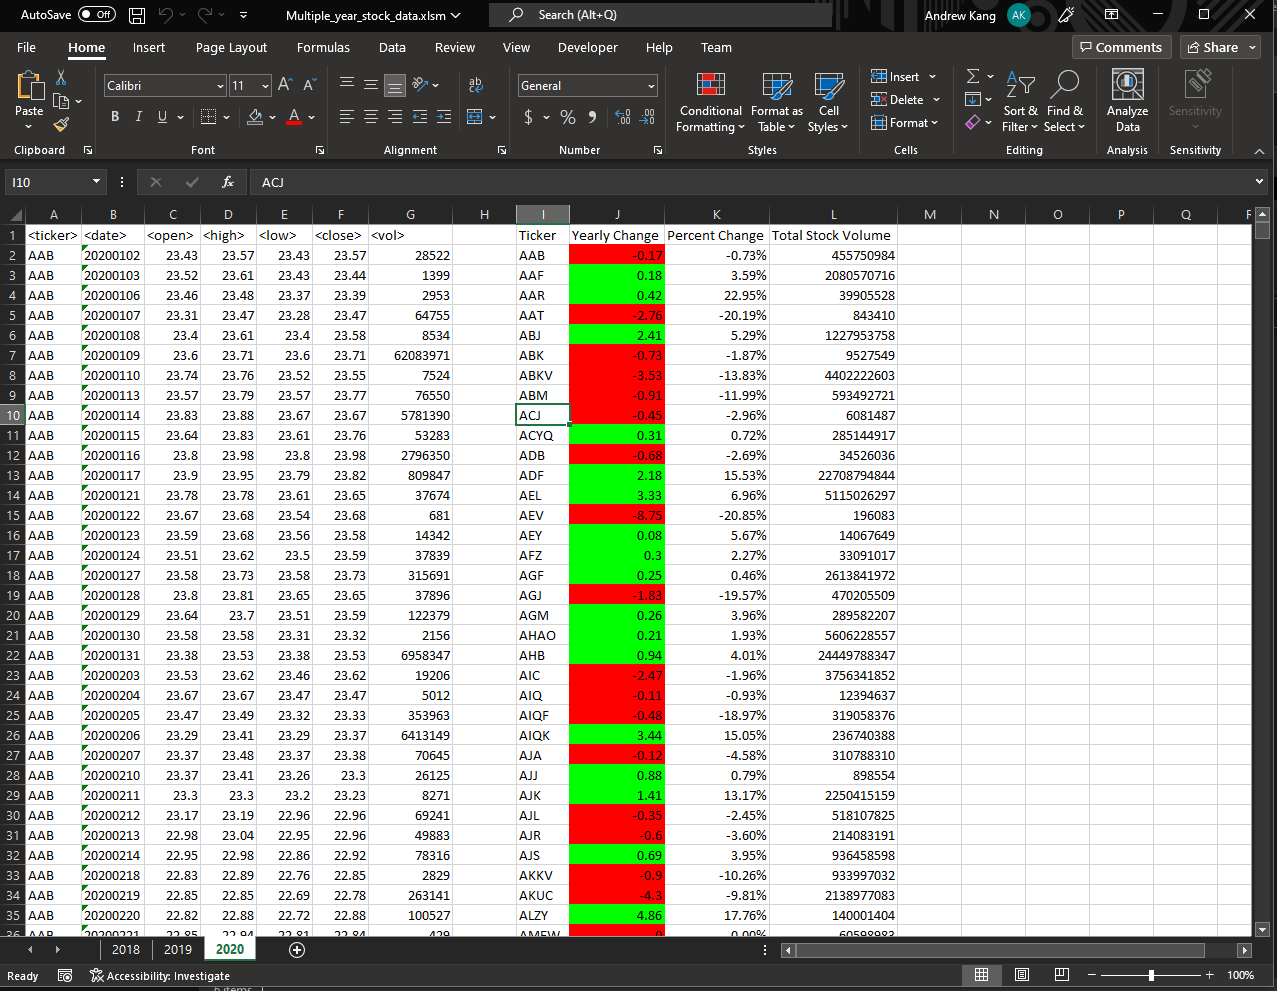 AutoSave Off Multiple_year_stock_data.xlsm Search (Alt+Q) Andrew Kang AK
File Home Insert Page Layout Formulas Data Review View Developer Help Team Comments Share
Paste Calibri 11 General Conditional Formatting Format as Table Cell Styles Insert Delete Format Sort & Filter Find & Select Analyze Data Sensitivity
Clipboard Font Alignment Number Styles Cells Editing Analysis Sensitivity
I10 fx ACJ
A B C D E F G H I J K L M N O P Q
1 <ticker> <date> <open> <high> <low> <close> <vol> Ticker Yearly Change Percent Change Total Stock Volume
2 AAB 20200102 23.43 23.57 23.43 23.57 28522 AAB -0.17 -0.73% 455750984
3 AAB 20200103 23.52 23.61 23.43 23.44 1399 AAF 0.18 3.59% 2080570716
4 AAB 20200106 23.46 23.48 23.37 23.39 2953 AAR 0.42 22.95% 39905528
5 AAB 20200107 23.31 23.47 23.28 23.47 64755 AAT -2.76 -20.19% 843410
6 AAB 20200108 23.4 23.61 23.4 23.58 8534 ABJ 2.41 5.29% 1227953758
7 AAB 20200109 23.6 23.71 23.6 23.71 62083971 ABK -0.73 -1.87% 9527549
8 AAB 20200110 23.74 23.76 23.52 23.55 7524 ABKV -3.53 -13.83% 4402222603
9 AAB 20200113 23.57 23.79 23.57 23.77 76550 ABM -0.91 -11.99% 593492721
10 AAB 20200114 23.83 23.88 23.67 23.67 5781390 ACJ -0.45 -2.96% 6081487
11 AAB 20200115 23.64 23.83 23.61 23.76 53283 ACYQ 0.31 0.72% 285144917
12 AAB 20200116 23.8 23.98 23.8 23.98 2796350 ADB -0.68 -2.69% 34526036
13 AAB 20200117 23.9 23.95 23.79 23.82 809847 ADF 2.18 15.53% 22708794844
14 AAB 20200121 23.78 23.78 23.61 23.65 37674 AEL 3.33 6.96% 5115026297
15 AAB 20200122 23.67 23.68 23.54 23.68 681 AEV -8.75 -20.85% 196083
16 AAB 20200123 23.59 23.68 23.56 23.58 14342 AEY 0.08 5.67% 14067649
17 AAB 20200124 23.51 23.62 23.5 23.59 37839 AFZ 0.3 2.27% 33091017
18 AAB 20200127 23.58 23.73 23.58 23.73 315691 AGF 0.25 0.46% 2613841972
19 AAB 20200128 23.8 23.81 23.65 23.65 37896 AGJ -1.83 -19.57% 470205509
20 AAB 20200129 23.64 23.7 23.51 23.59 122379 AGM 0.26 3.96% 289582207
21 AAB 20200130 23.58 23.58 23.31 23.32 2156 AHAO 0.21 1.93% 5606228557
22 AAB 20200131 23.38 23.53 23.38 23.53 6958347 AHB 0.94 4.01% 24449788347
23 AAB 20200203 23.53 23.62 23.46 23.62 19206 AIC -2.47 -1.96% 3756341852
24 AAB 20200204 23.67 23.67 23.47 23.47 5012 AIQ -0.11 -0.93% 12394637
25 AAB 20200205 23.47 23.49 23.32 23.33 353963 AIQF -0.48 -18.97% 319058376
26 AAB 20200206 23.29 23.41 23.29 23.37 6413149 AIQK 3.44 15.05% 236740388
27 AAB 20200207 23.37 23.48 23.37 23.38 70645 AJA -0.12 -4.58% 310788310
28 AAB 20200210 23.37 23.41 23.26 23.3 26125 AJJ 0.88 0.79% 898554
29 AAB 20200211 23.3 23.3 23.2 23.23 8271 AJK 1.41 13.17% 2250415159
30 AAB 20200212 23.17 23.19 22.96 22.96 69241 AJL -0.35 -2.45% 518107825
31 AAB 20200213 22.98 23.04 22.95 22.96 49883 AJR -0.6 -3.60% 214083191
32 AAB 20200214 22.95 22.98 22.86 22.92 78316 AJS 0.69 3.95% 936458598
33 AAB 20200218 22.83 22.89 22.76 22.85 2829 AKKV -0.9 -10.26% 933997032
34 AAB 20200219 22.85 22.85 22.69 22.78 263141 AKUC -4.3 -9.81% 2138977083
35 AAB 20200220 22.82 22.88 22.72 22.88 100527 ALZY 4.86 17.76% 140001404
2018 2019 2020
Ready Accessibility: Investigate 100%